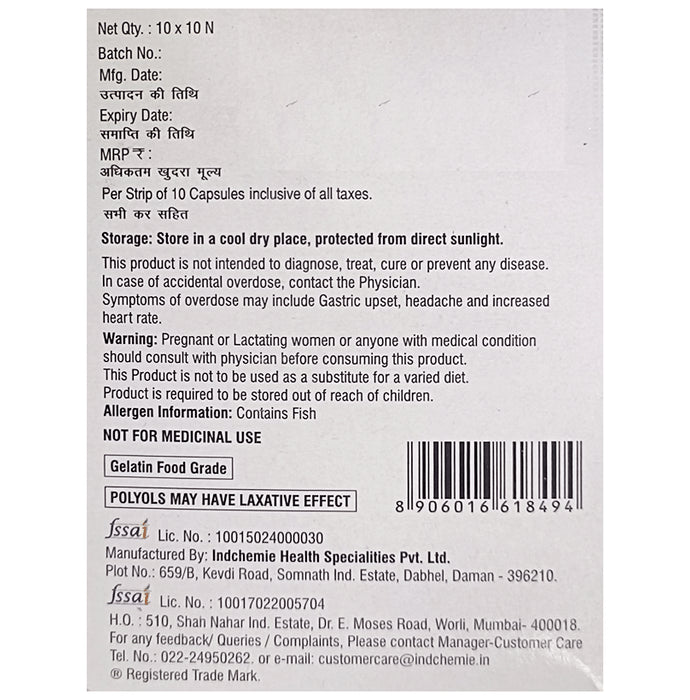 Net Qty. : 10 x 10 N
Batch No.:
Mfg. Date:
उत्पादन की तिथि
Expiry Date:
समाप्ति की तिथि
MRP ₹ :
अधिकतम खुदरा मूल्य
Per Strip of 10 Capsules inclusive of all taxes.
सभी कर सहित
Storage: Store in a cool dry place, protected from direct sunlight.
This product is not intended to diagnose, treat, cure or prevent any disease.
In case of accidental overdose, contact the Physician.
Symptoms of overdose may include Gastric upset, headache and increased
heart rate.
Warning: Pregnant or Lactating women or anyone with medical condition
should consult with physician before consuming this product.
This Product is not to be used as a substitute for a varied diet.
Product is required to be stored out of reach of children.
Allergen Information: Contains Fish
NOT FOR MEDICINAL USE
Gelatin Food Grade
POLYOLS MAY HAVE LAXATIVE EFFECT
8 906016 618494
fssai Lic. No. : 10015024000030
Manufactured By: Indchemie Health Specialities Pvt. Ltd.
Plot No.: 659/B, Kevdi Road, Somnath Ind. Estate, Dabhel, Daman - 396210.
fssai Lic. No. : 10017022005704
H.O. : 510, Shah Nahar Ind. Estate, Dr. E. Moses Road, Worli, Mumbai- 400018.
For any feedback/ Queries / Complaints, Please contact Manager-Customer Care
Tel. No.: 022-24950262. or e-mail: customercare@indchemie.in
® Registered Trade Mark.